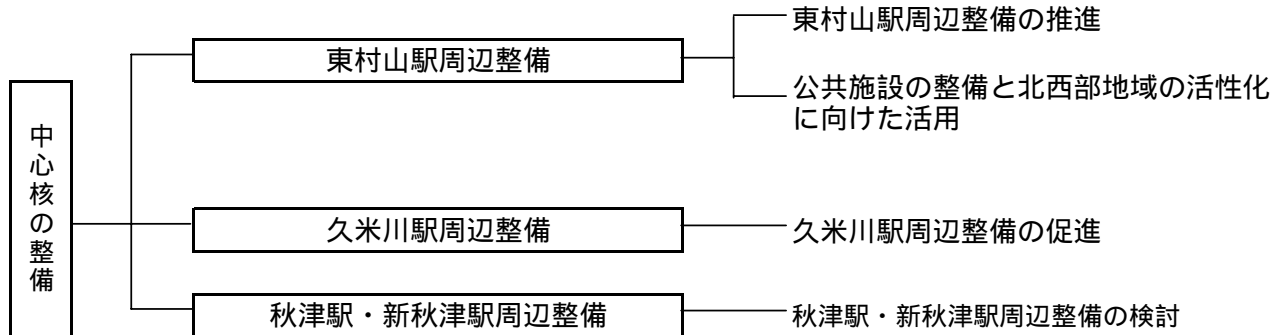 中心核の整備
東村山駅周辺整備
東村山駅周辺整備の推進
公共施設の整備と北西部地域の活性化
に向けた活用
久米川駅周辺整備
久米川駅周辺整備の促進
秋津駅・新秋津駅周辺整備
秋津駅・新秋津駅周辺整備の検討